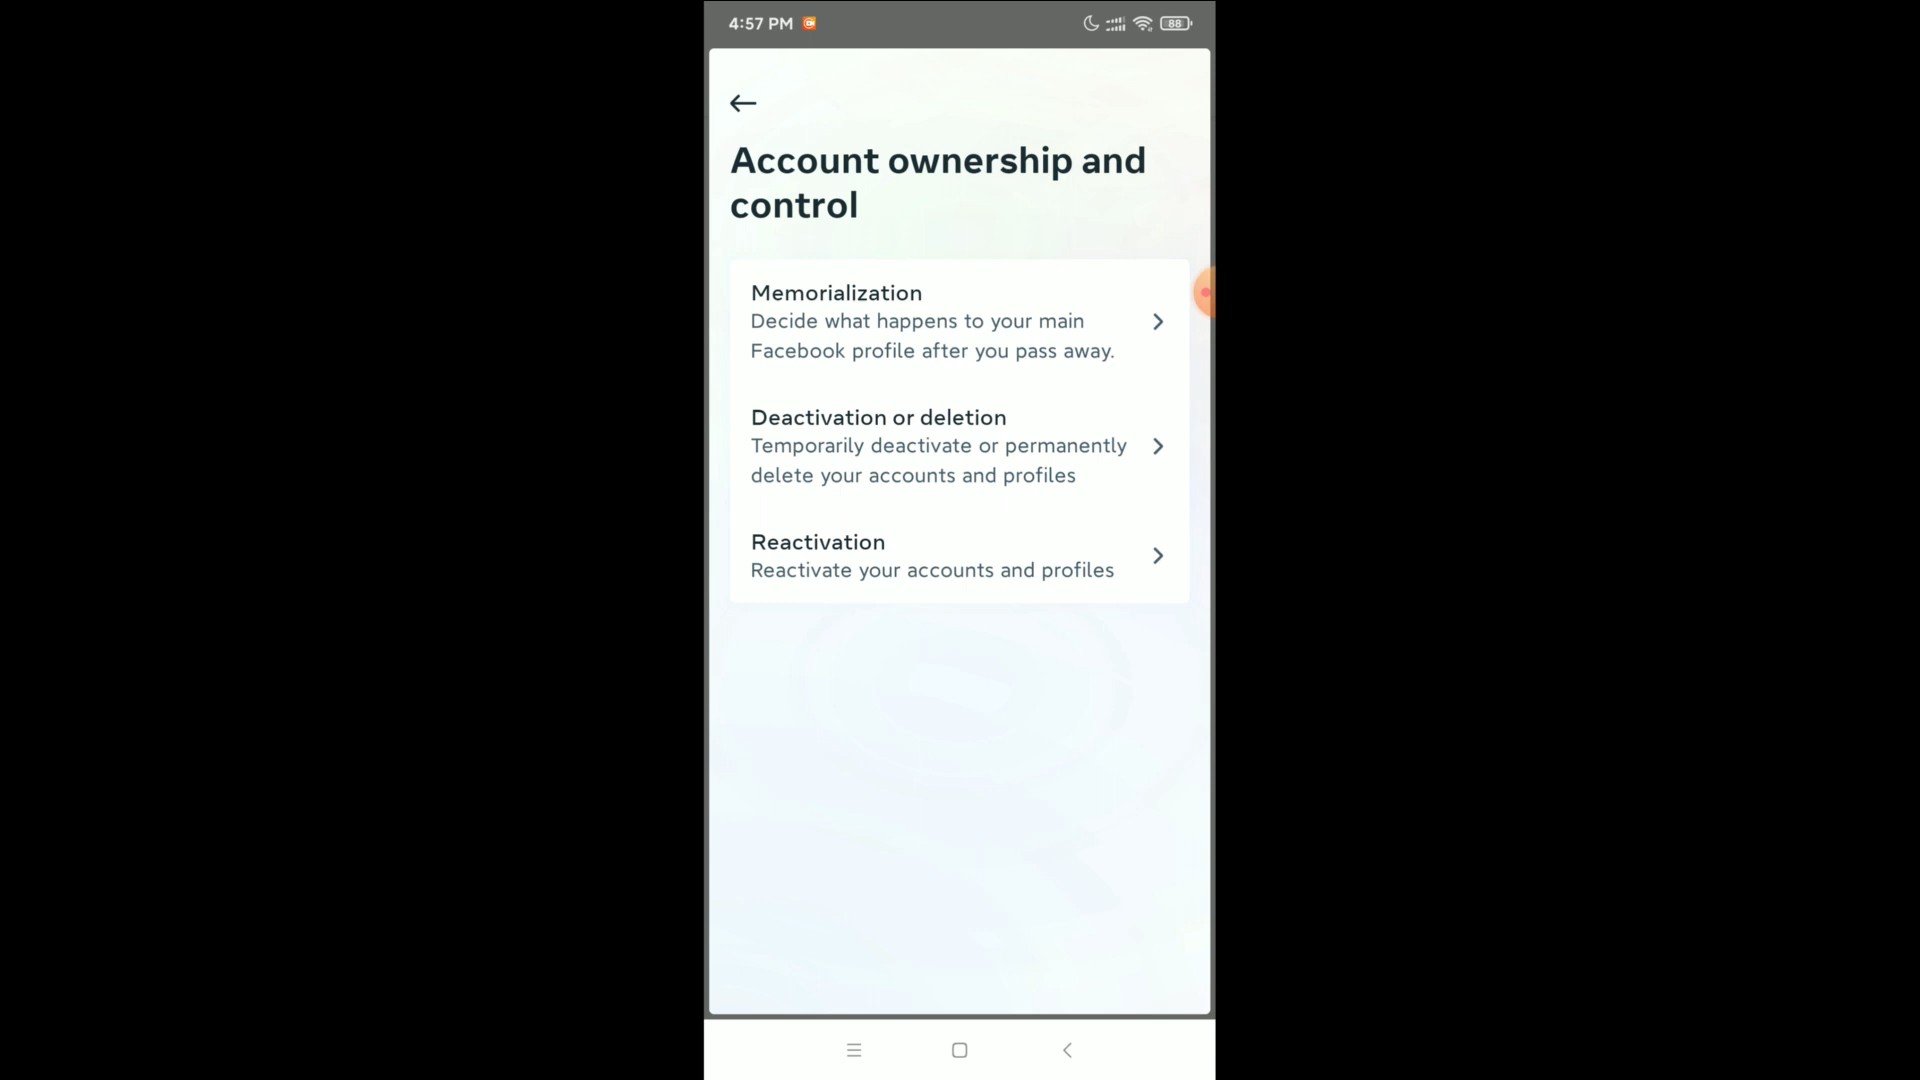 4:57 PM
88
Account ownership and
control
Memorialization
Decide what happens to your main
Facebook profile after you pass away.
Deactivation or deletion
Temporarily deactivate or permanently
delete your accounts and profiles
Reactivation
Reactivate your accounts and profiles